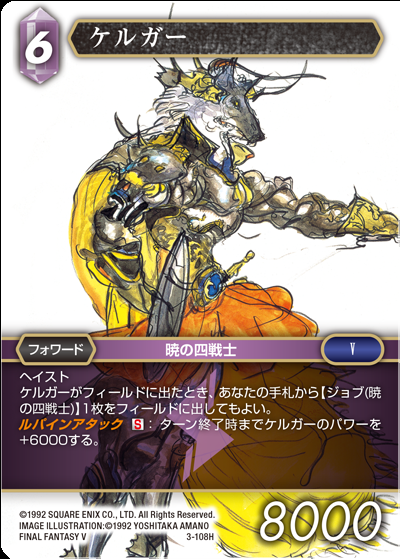 6
ケルガー
フォワード
暁の四戦士
V
ヘイスト
ケルガーがフィールドに出たとき、あなたの手札から【ジョブ(暁
の四戦士)】1枚をフィールドに出してもよい。
ルパインアタック S：ターン終了時までケルガーのパワーを
+6000する。
©1992 SQUARE ENIX CO., LTD. All Rights Reserved.
IMAGE ILLUSTRATION:©1992 YOSHITAKA AMANO
FINAL FANTASY V
3-108H
8000